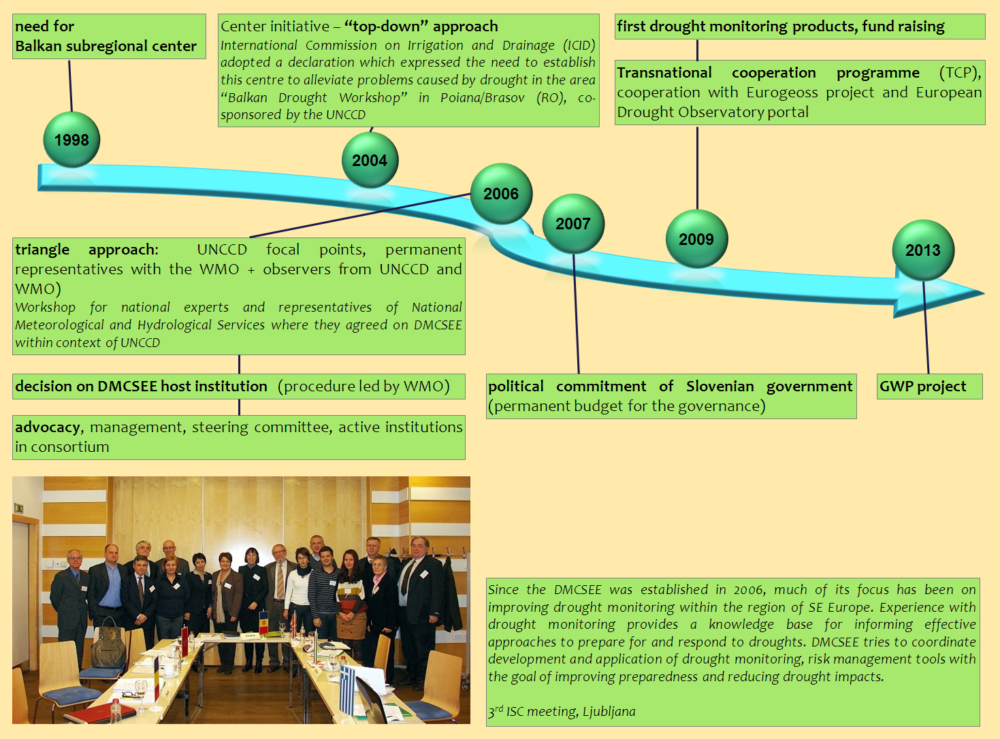 need for
Balkan subregional center
Center initiative – “top-down” approach
International Commission on Irrigation and Drainage (ICID)
adopted a declaration which expressed the need to establish
this centre to alleviate problems caused by drought in the area
“Balkan Drought Workshop” in Poiana/Brasov (RO), co-
sponsored by the UNCCD
first drought monitoring products, fund raising
Transnational cooperation programme (TCP),
cooperation with Eurogeoss project and European
Drought Observatory portal
1998
2004
2006
2007
2009
2013
triangle approach: UNCCD focal points, permanent
representatives with the WMO + observers from UNCCD and
WMO)
Workshop for national experts and representatives of National
Meteorological and Hydrological Services where they agreed on DMCSEE
within context of UNCCD
decision on DMCSEE host institution (procedure led by WMO)
advocacy, management, steering committee, active institutions
in consortium
political commitment of Slovenian government
(permanent budget for the governance)
GWP project
Since the DMCSEE was established in 2006, much of its focus has been on
improving drought monitoring within the region of SE Europe. Experience with
drought monitoring provides a knowledge base for informing effective
approaches to prepare for and respond to droughts. DMCSEE tries to coordinate
development and application of drought monitoring, risk management tools with
the goal of improving preparedness and reducing drought impacts.
3rd ISC meeting, Ljubljana